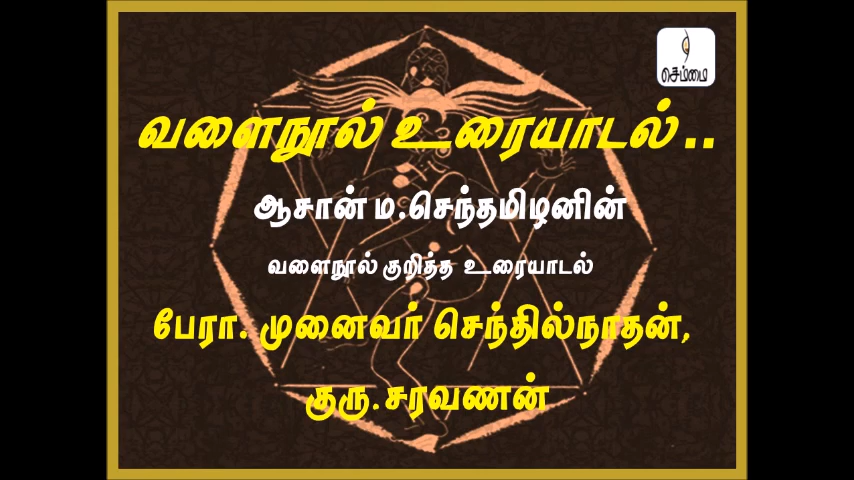 செம்மை
வளைநூல் உரையாடல்..
ஆசான் ம.செந்தமிழனின்
வளைநூல் குறித்த உரையாடல்
பேரா. முனைவர் செந்தில்நாதன்,
குரு.சரவணன்